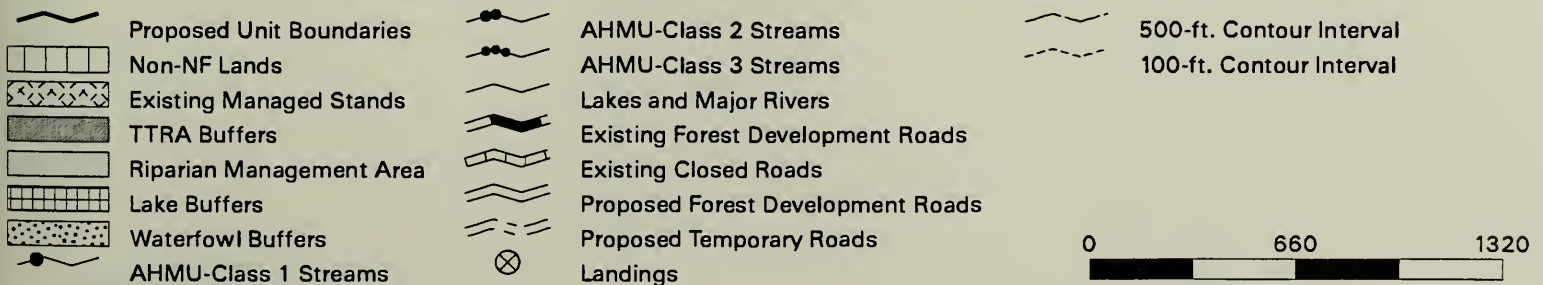 Proposed Unit Boundaries
Non-NF Lands
Existing Managed Stands
TTRA Buffers
Riparian Management Area
Lake Buffers
Waterfowl Buffers
AHMU-Class 1 Streams
AHMU-Class 2 Streams
AHMU-Class 3 Streams
Lakes and Major Rivers
Existing Forest Development Roads
Existing Closed Roads
Proposed Forest Development Roads
Proposed Temporary Roads
Landings
500-ft. Contour Interval
100-ft. Contour Interval
0 660 1320